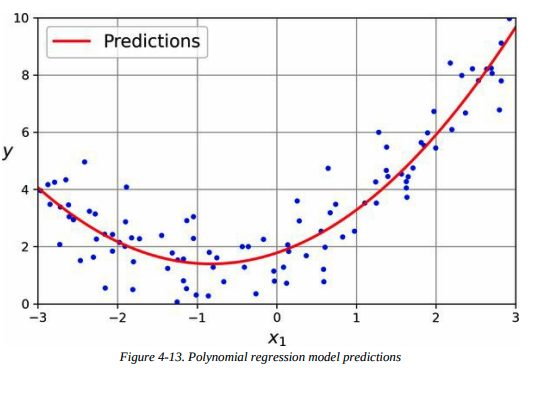 10
Predictions
8
6
y
4
2
0
−3 −2 −1 0 1 2 3
x1
Figure 4-13. Polynomial regression model predictions